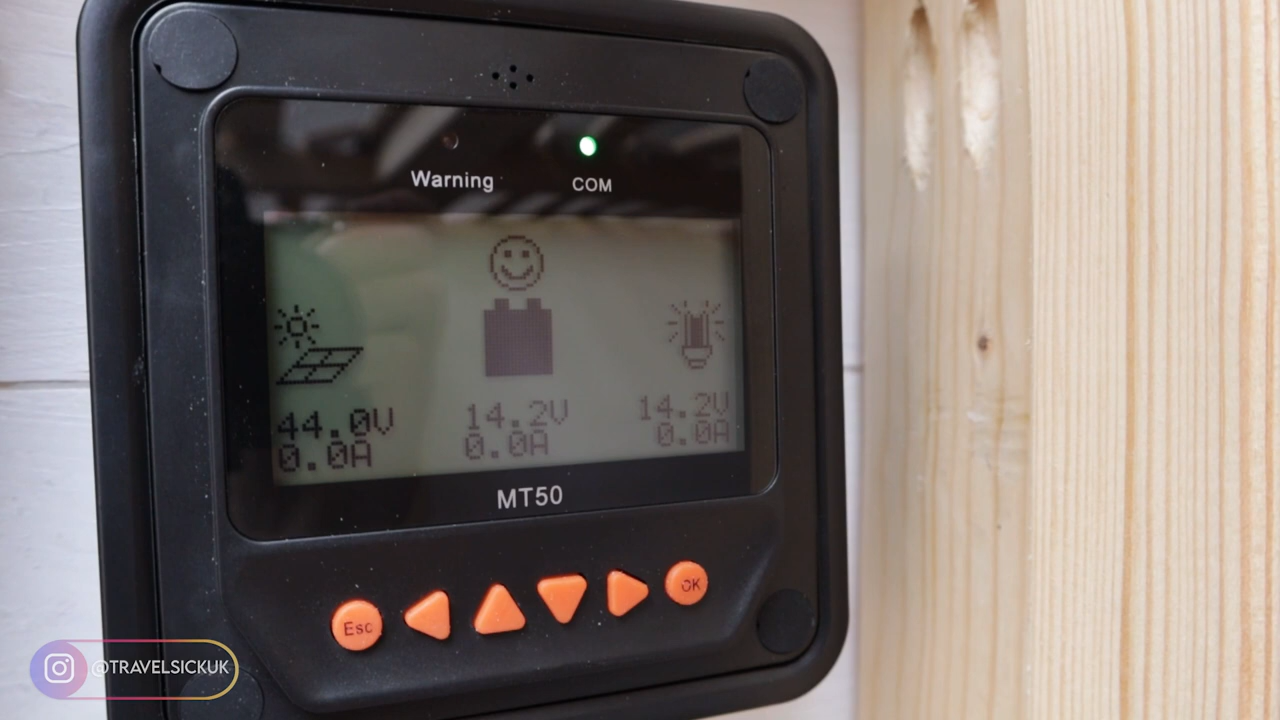 Warning COM
44.0V 14.2V 14.2V
0.0A 0.0A 0.0A
MT50
Esc OK
@TRAVELSICKUK